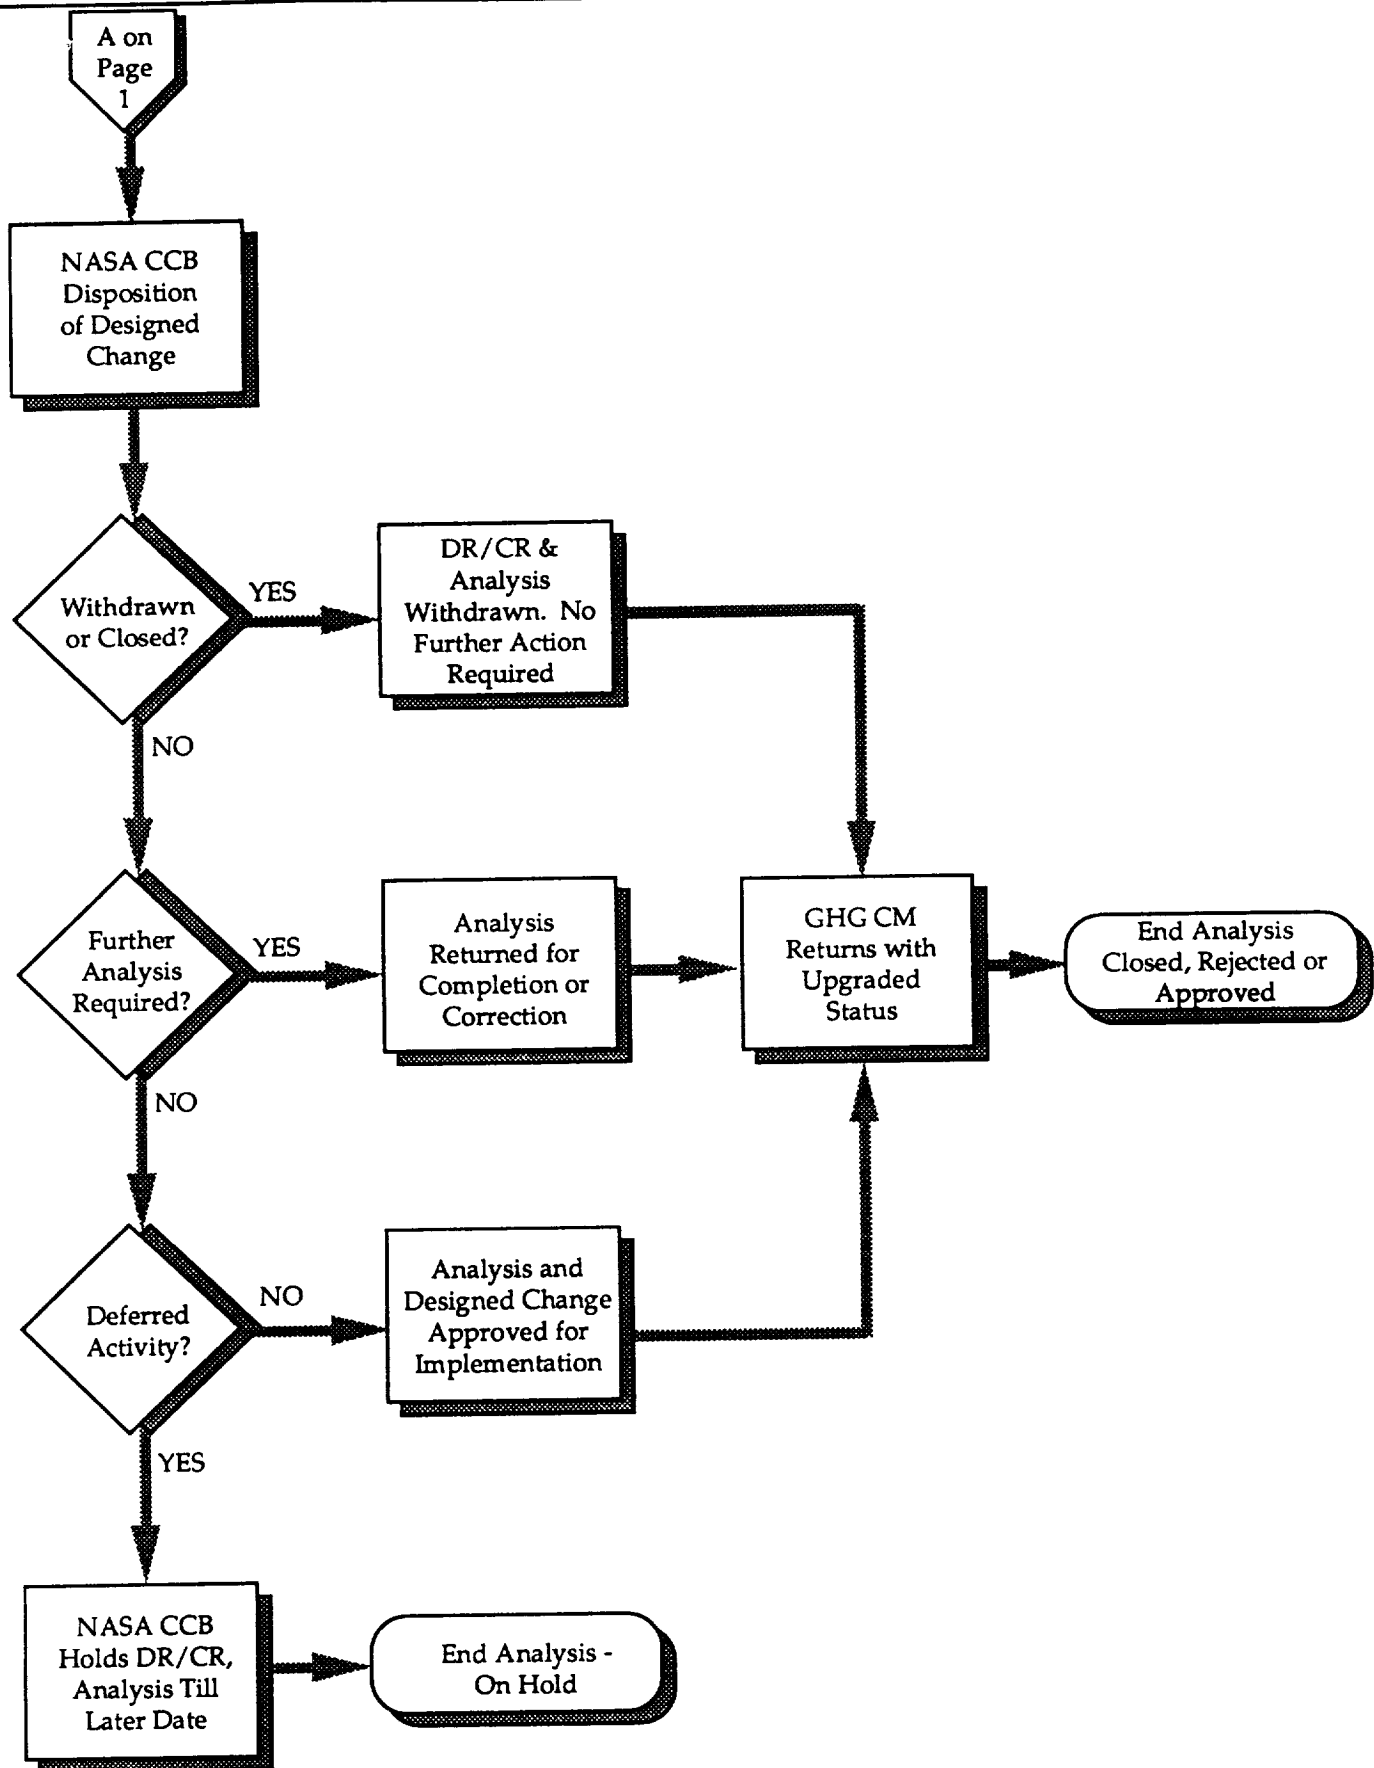 A on
Page
1
NASA CCB
Disposition
of Designed
Change
Withdrawn
or Closed?
YES
DR/CR &
Analysis
Withdrawn. No
Further Action
Required
NO
Further
Analysis
Required?
YES
Analysis
Returned for
Completion or
Correction
GHG CM
Returns with
Upgraded
Status
End Analysis
Closed, Rejected or
Approved
NO
Deferred
Activity?
NO
Analysis and
Designed Change
Approved for
Implementation
YES
NASA CCB
Holds DR/CR,
Analysis Till
Later Date
End Analysis -
On Hold